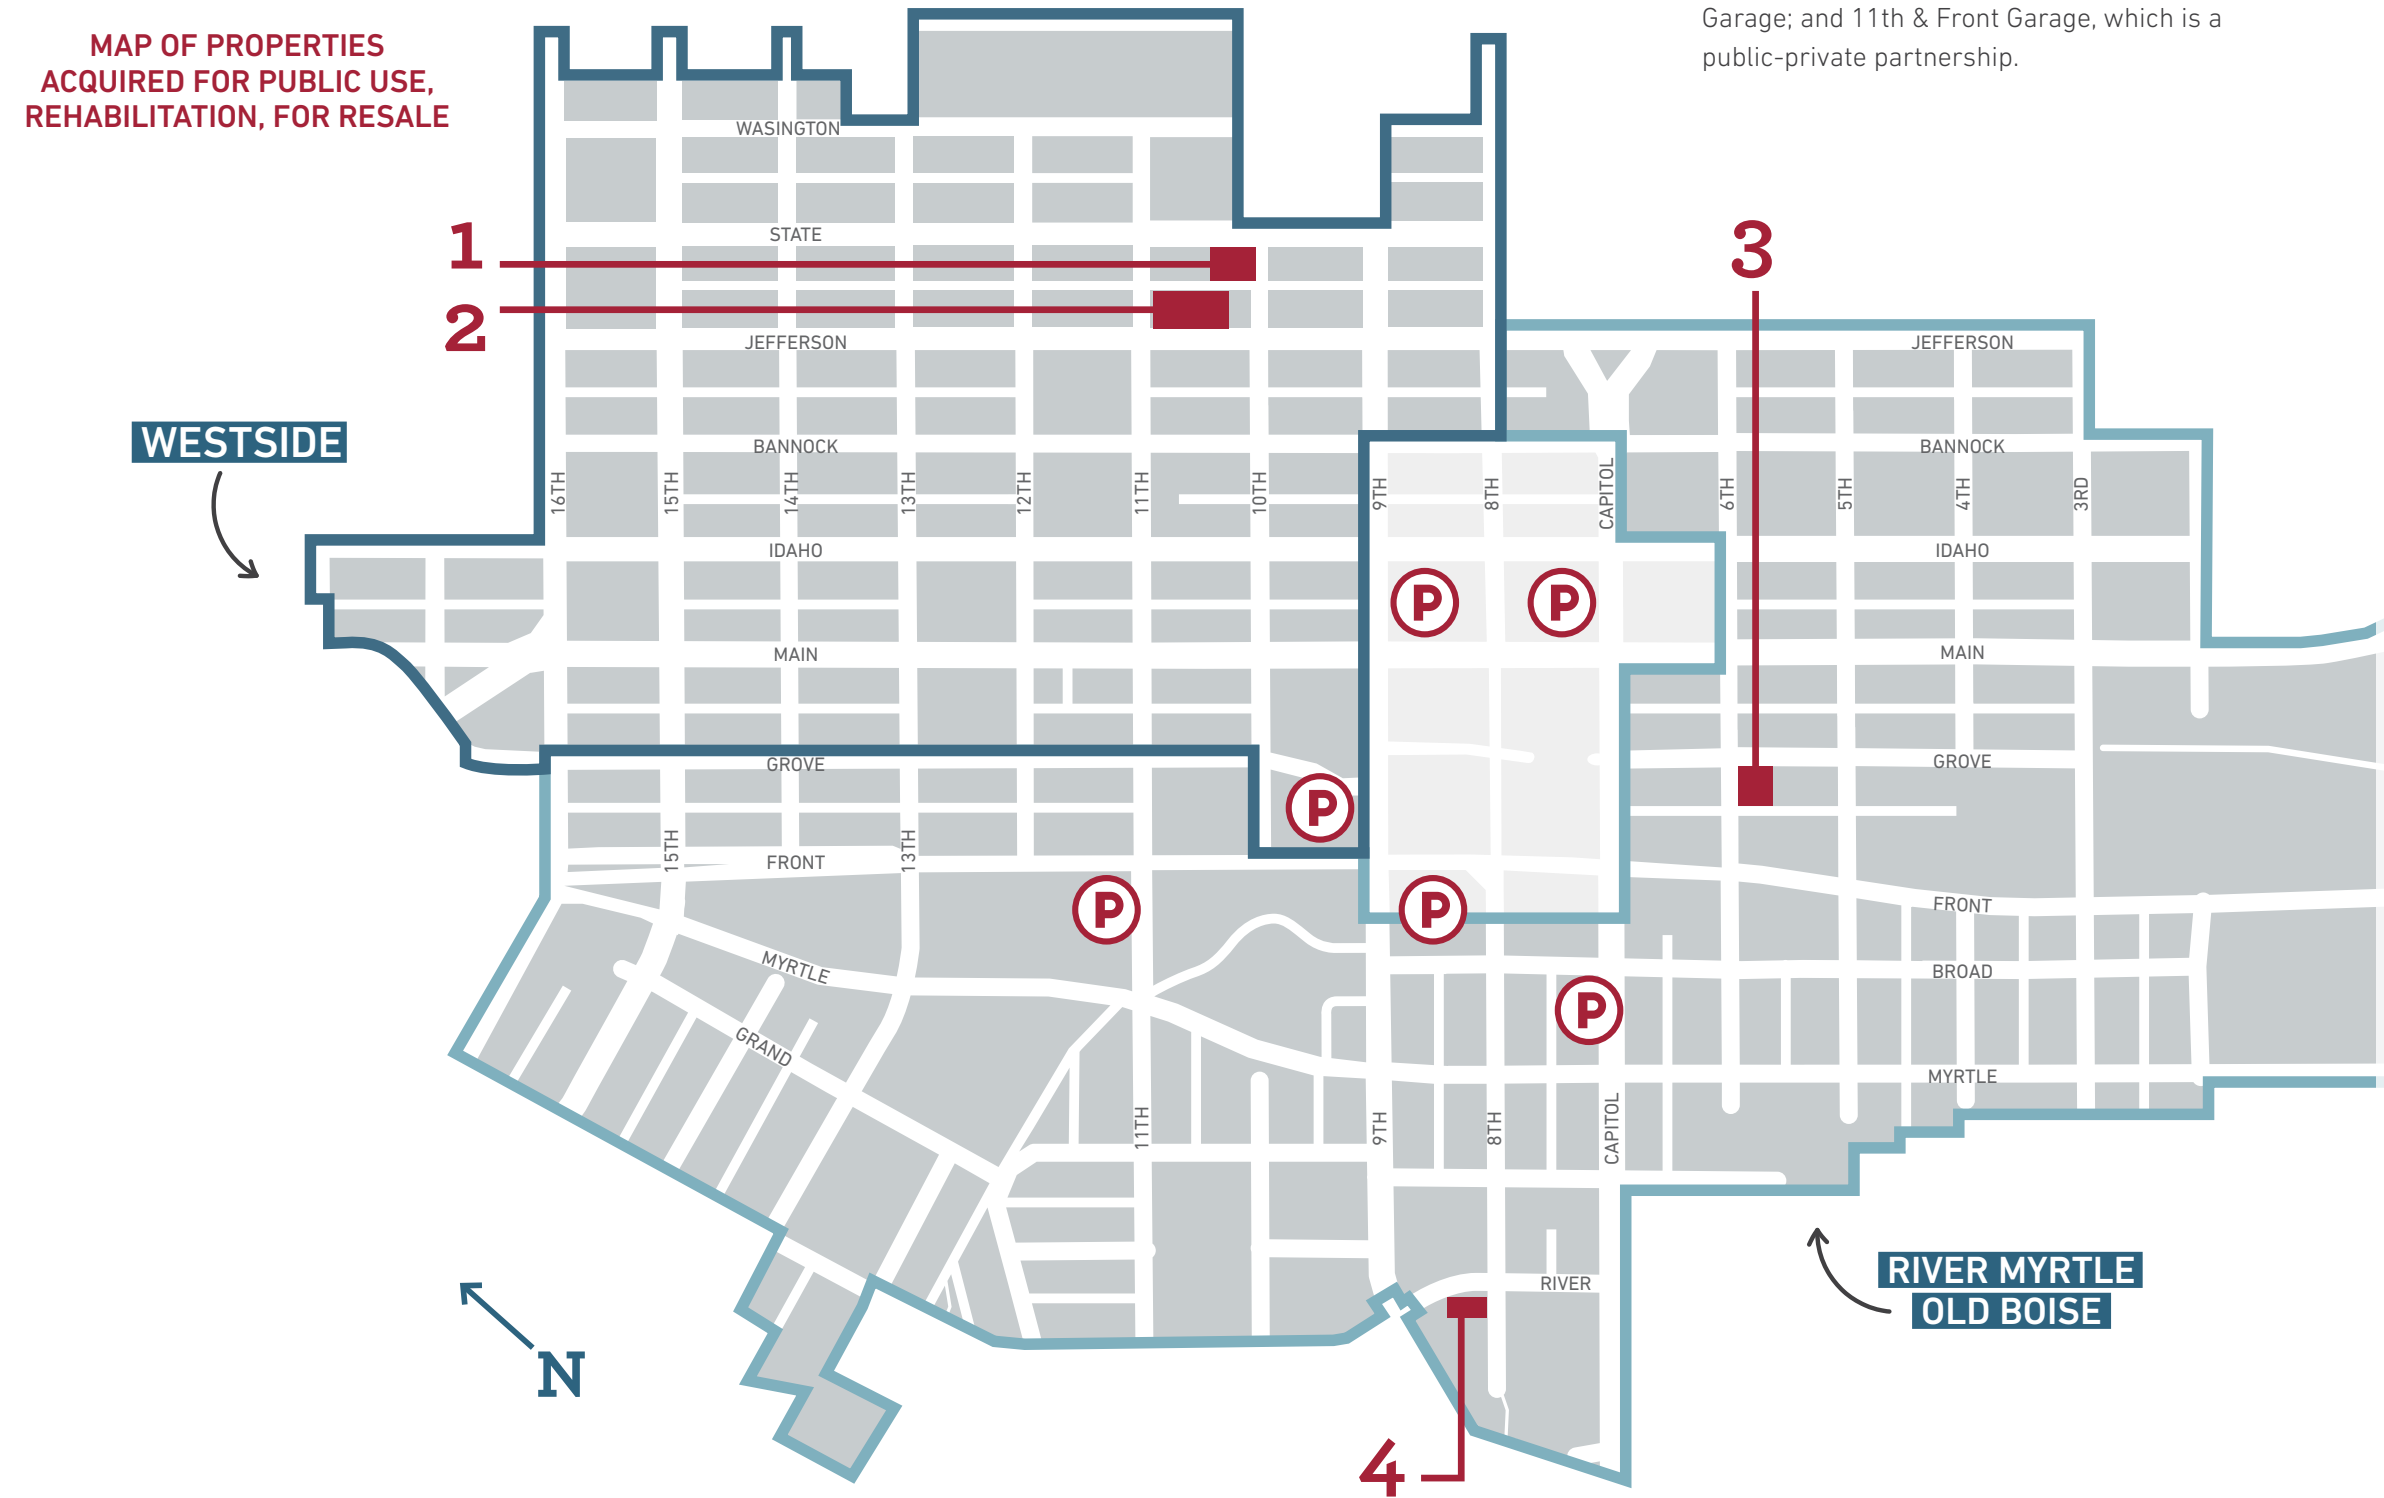 Garage; and 11th & Front Garage, which is a
public-private partnership.
MAP OF PROPERTIES
ACQUIRED FOR PUBLIC USE,
REHABILITATION, FOR RESALE
WASINGTON
STATE
1
2
3
JEFFERSON
JEFFERSON
WESTSIDE
BANNOCK
BANNOCK
16TH
15TH
14TH
13TH
12TH
11TH
10TH
9TH
8TH
CAPITOL
6TH
5TH
4TH
3RD
IDAHO
IDAHO
P
P
MAIN
MAIN
GROVE
GROVE
P
15TH
13TH
FRONT
FRONT
P
P
MYRTLE
BROAD
P
GRAND
MYRTLE
11TH
9TH
8TH
CAPITOL
RIVER
RIVER MYRTLE
OLD BOISE
N
4